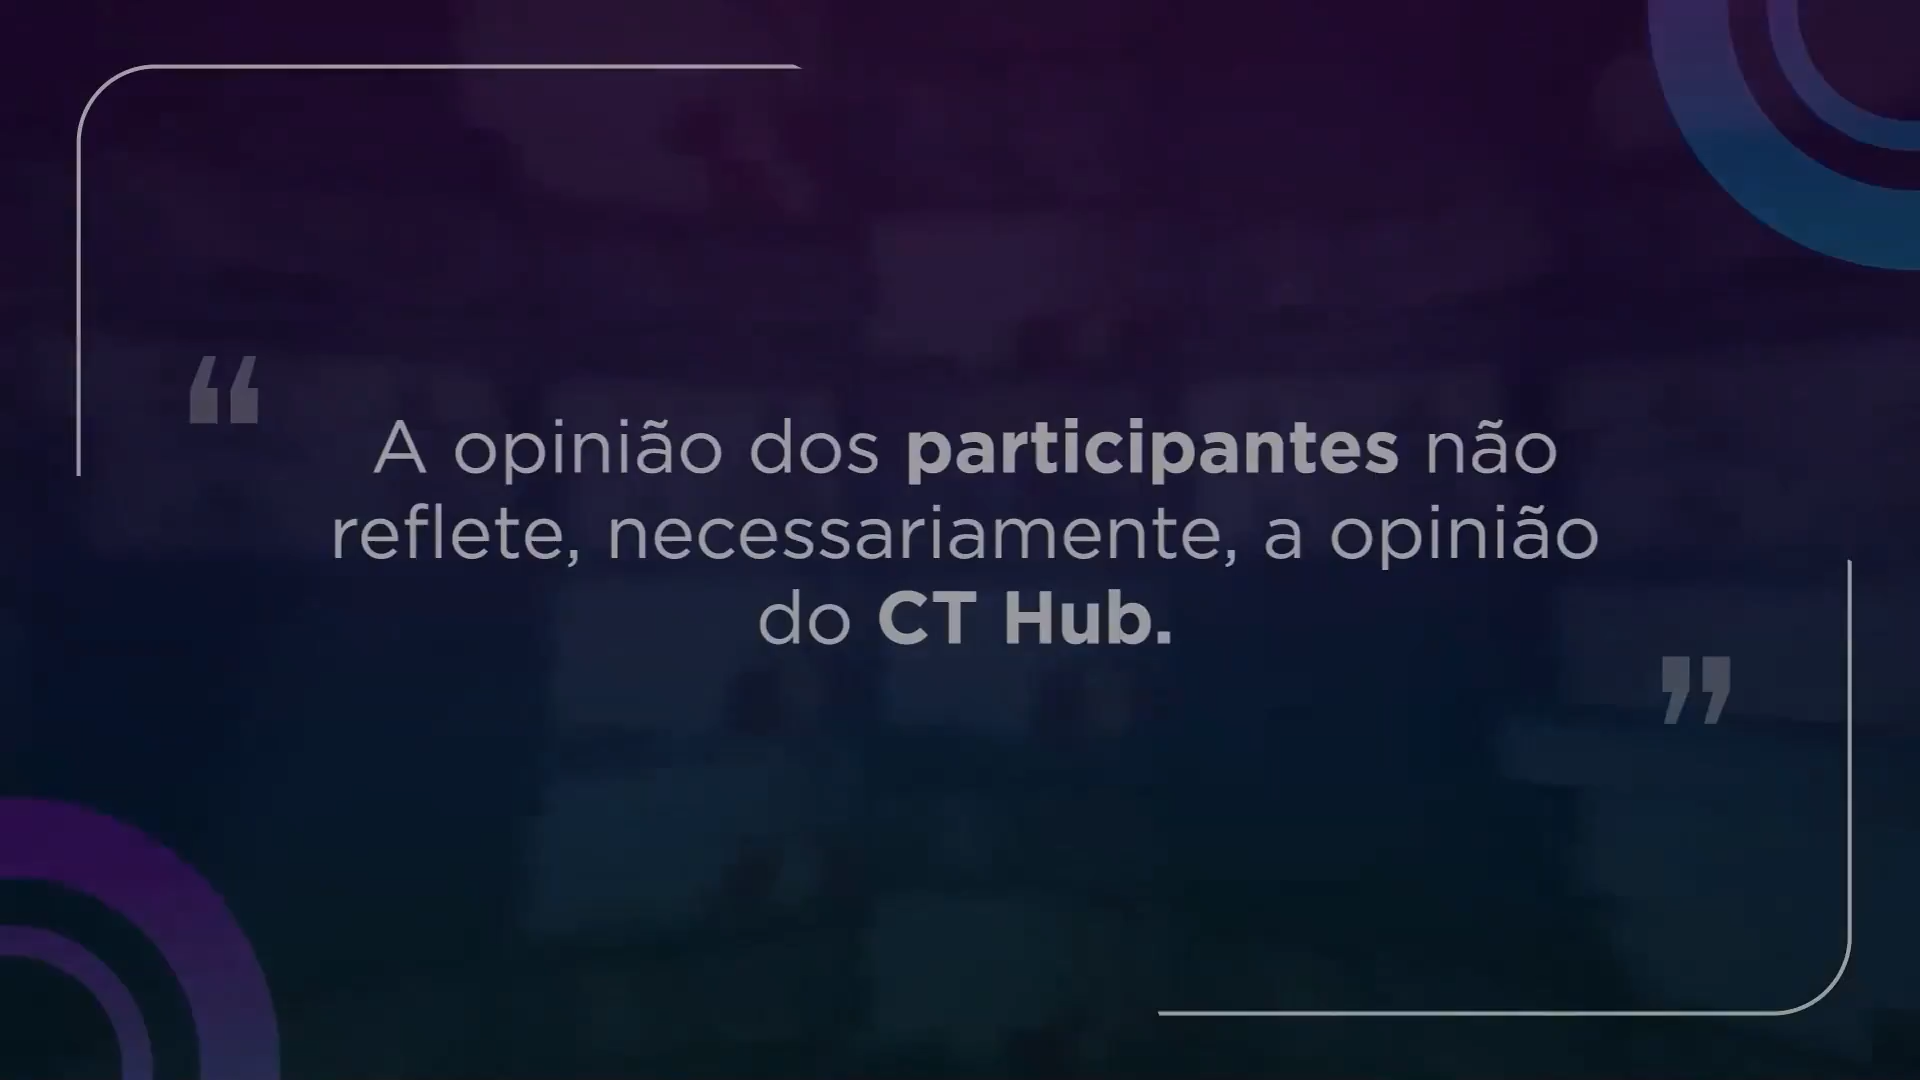 “
A opinião dos participantes não
reflete, necessariamente, a opinião
do CT Hub.
”